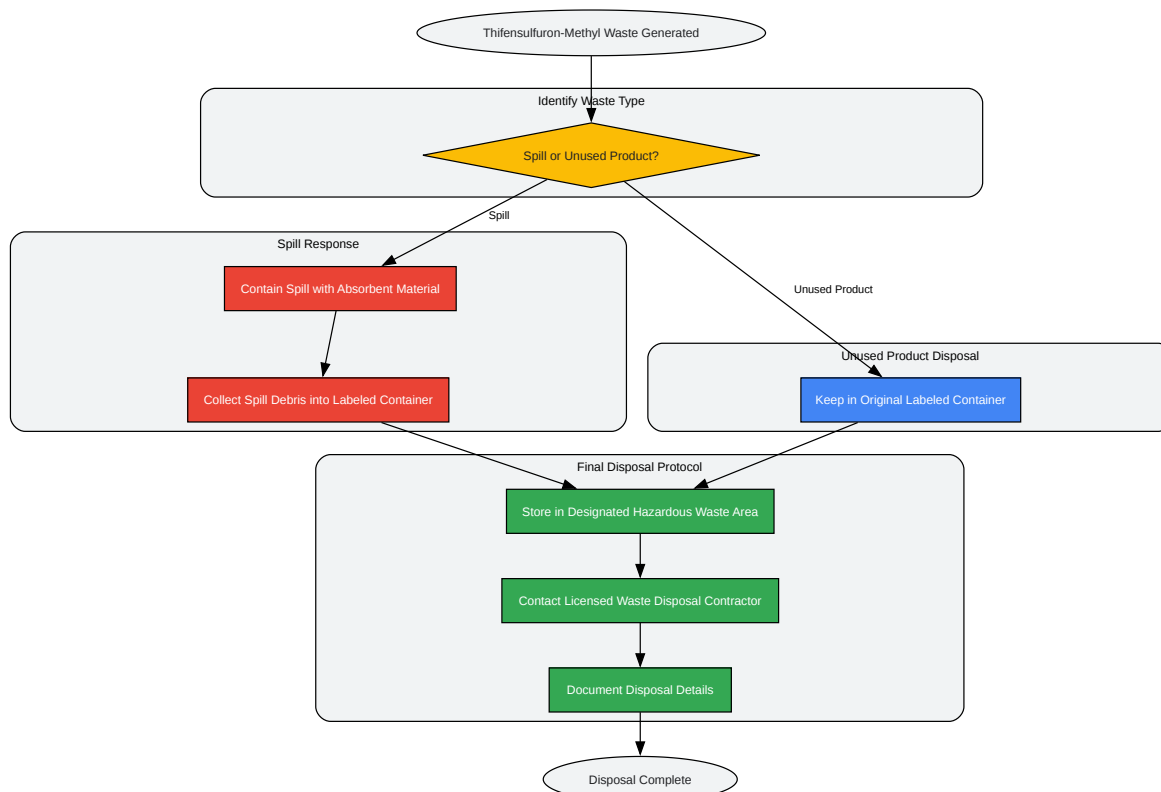 Thifensulfuron-Methyl Waste Generated
Identify Waste Type
Spill or Unused Product?
Spill
Unused Product
Spill Response
Contain Spill with Absorbent Material
Collect Spill Debris into Labeled Container
Unused Product Disposal
Keep in Original Labeled Container
Final Disposal Protocol
Store in Designated Hazardous Waste Area
Contact Licensed Waste Disposal Contractor
Document Disposal Details
Disposal Complete